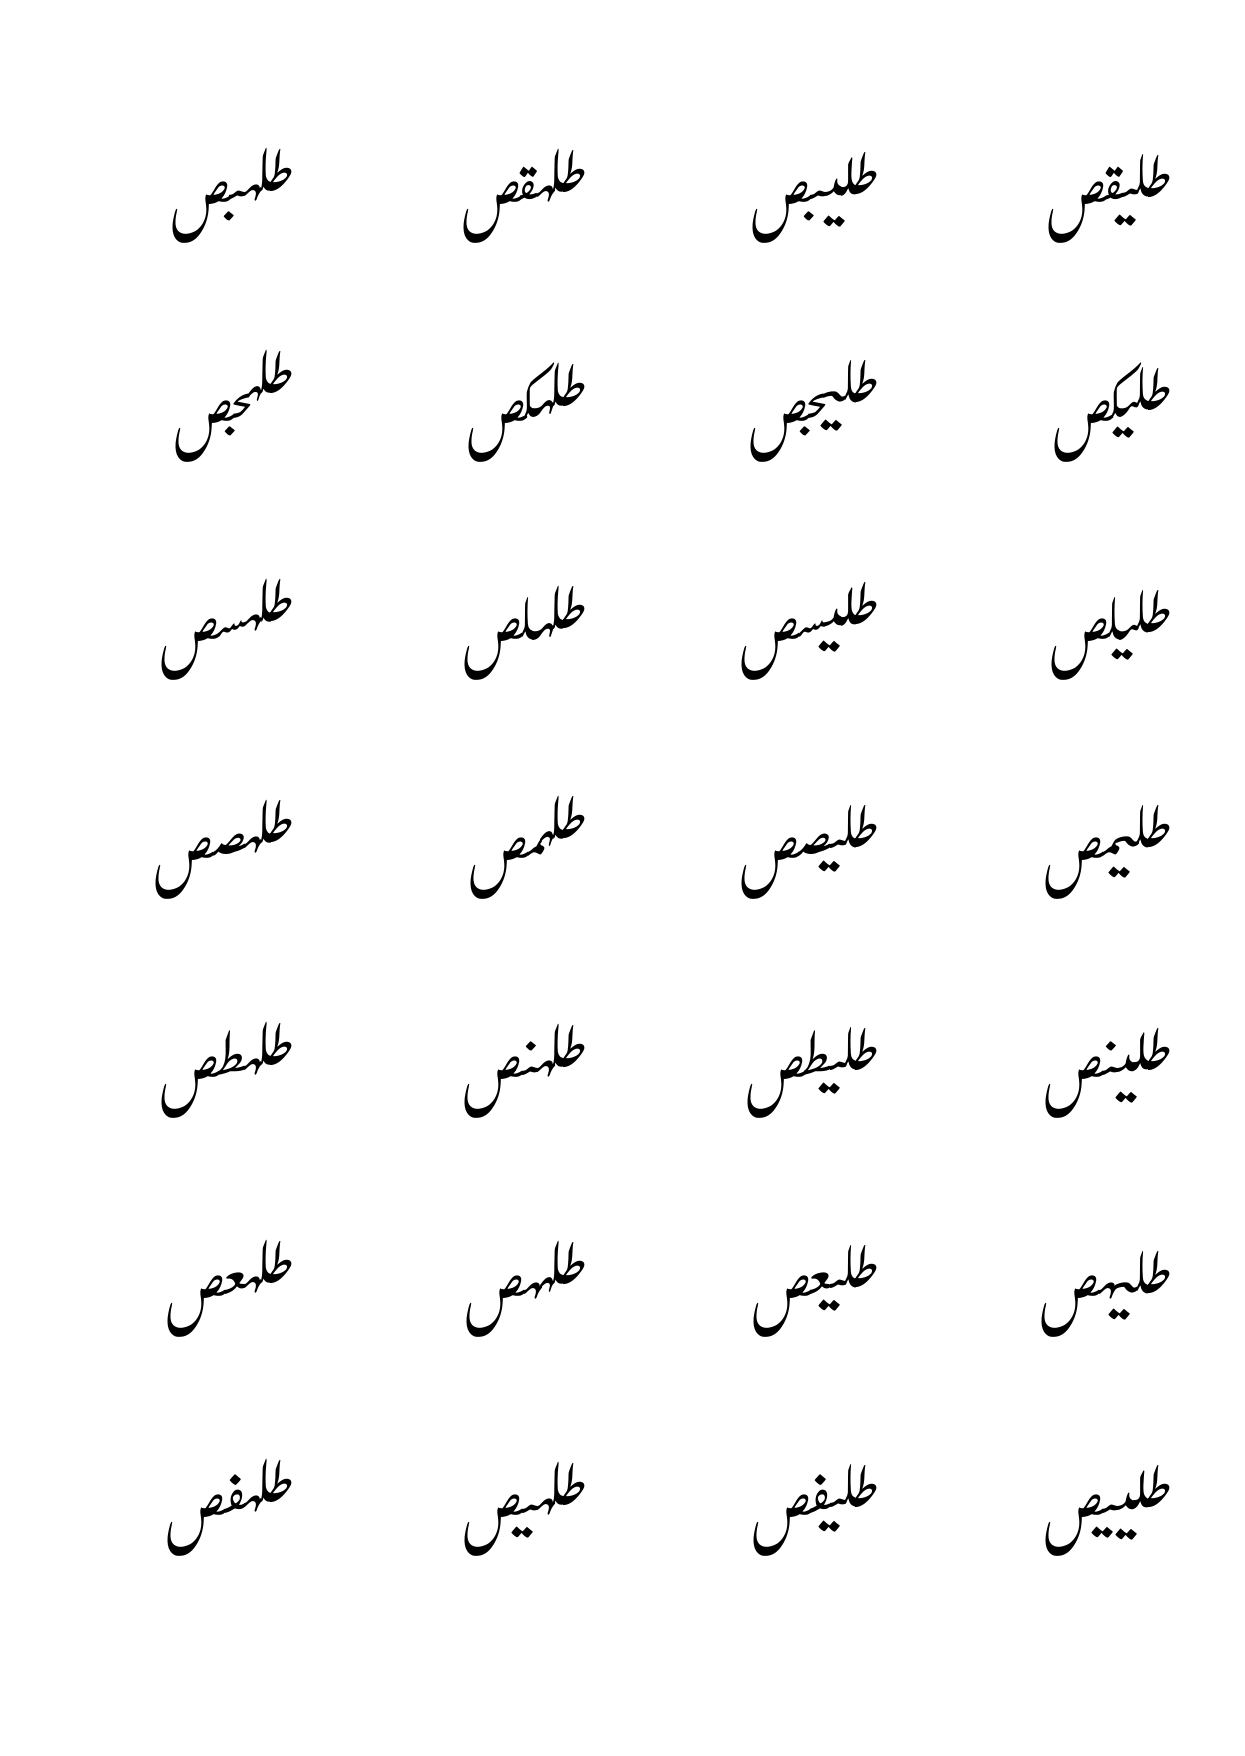 طليقص طليبص طلهقص طلهبص
طليكص طليجص طلهكص طلهجص
طليلص طليسص طلهلص طلهسص
طليمص طليصص طلهمص طلهصص
طلينص طليطص طلهنص طلهطص
طليهص طليعص طلههص طلهعص
طلييص طليفص طلهيص طلهفص